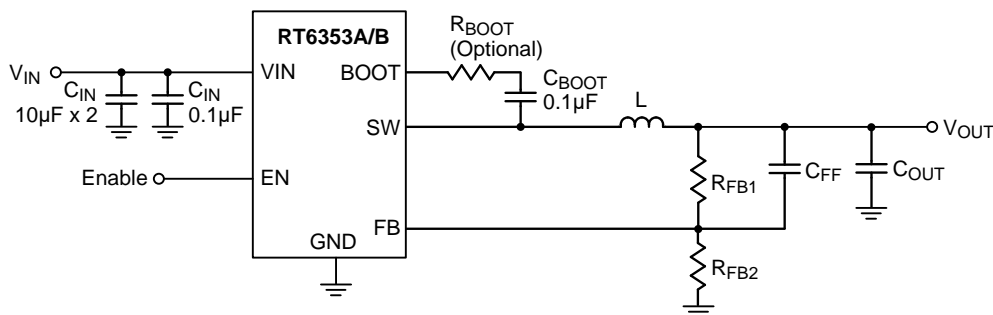 RT6353A/B
R_BOOT
(Optional)
V_IN
VIN
BOOT
C_BOOT
0.1µF
C_IN
10µF x 2
C_IN
0.1µF
SW
L
V_OUT
Enable
EN
R_FB1
C_FF
C_OUT
FB
GND
R_FB2